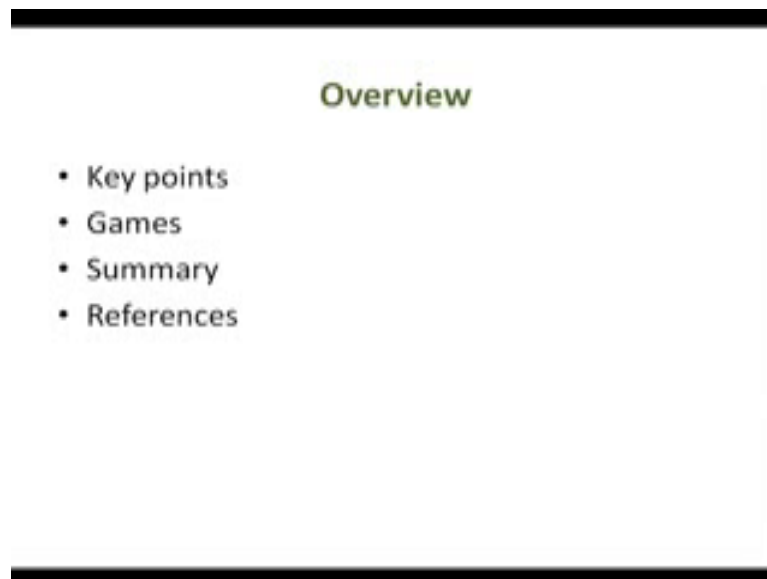 Overview
• Key points
• Games
• Summary
• References